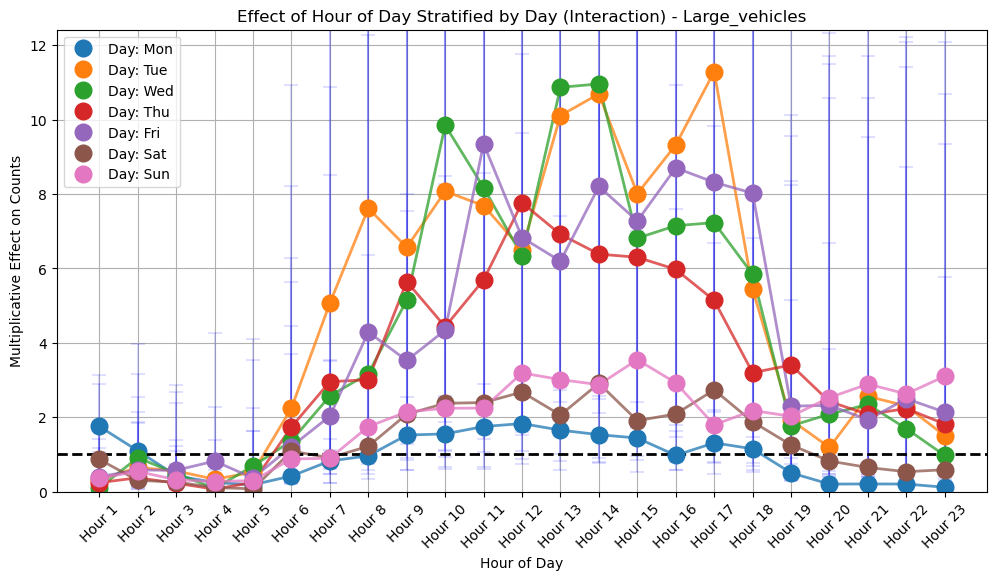 Effect of Hour of Day Stratified by Day (Interaction) - Large_vehicles
Multiplicative Effect on Counts
12
10
8
6
4
2
0
Day: Mon
Day: Tue
Day: Wed
Day: Thu
Day: Fri
Day: Sat
Day: Sun
Hour 1
Hour 2
Hour 3
Hour 4
Hour 5
Hour 6
Hour 7
Hour 8
Hour 9
Hour 10
Hour 11
Hour 12
Hour 13
Hour 14
Hour 15
Hour 16
Hour 17
Hour 18
Hour 19
Hour 20
Hour 21
Hour 22
Hour 23
Hour of Day